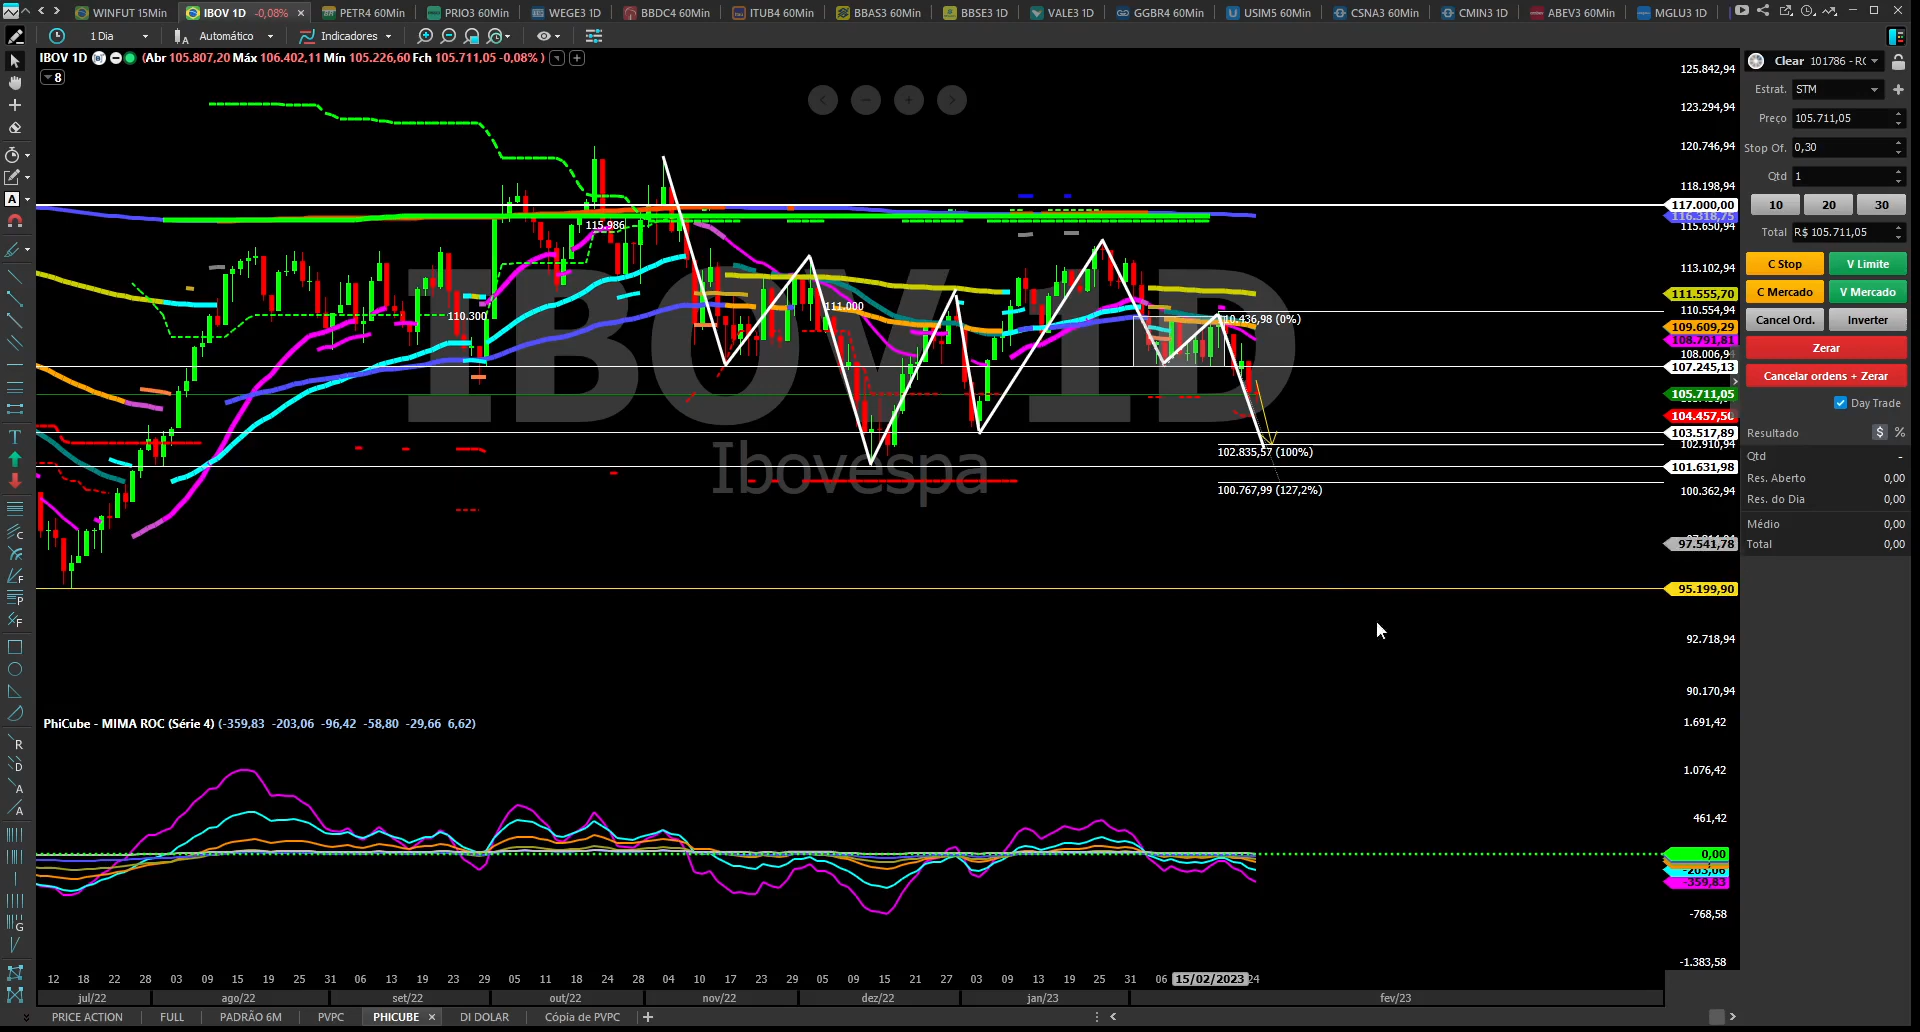 WINFUT 15Min
IBOV 1D -0,08%
PETR4 60Min
PRIO3 60Min
WEGE3 1D
BBDC4 60Min
ITUB4 60Min
BBAS3 60Min
BBSE3 1D
VALE3 1D
GGBR4 60Min
USIM5 60Min
CSNA3 60Min
CMIN3 1D
ABEV3 60Min
MGLU3 1D
1 Dia
Automático
Indicadores
IBOV 1D (Abr 105.807,20 Máx 106.402,11 Mín 105.226,60 Fch 105.711,05 -0,08% )
8
IBOV 1D
Ibovespa
115.986
110.300
111.000
10.436,98 (0%)
102.835,57 (100%)
100.767,99 (127,2%)
125.842,94
123.294,94
120.746,94
118.198,94
117.000,00
116.318,75
115.650,94
113.102,94
111.555,70
110.554,94
109.609,29
108.791,81
108.006,94
107.245,13
105.711,05
104.457,50
103.517,89
102.910,94
101.631,98
100.362,94
97.541,78
95.199,90
92.718,94
90.170,94
PhiCube - MIMA ROC (Série 4) (-359,83 -203,06 -96,42 -58,80 -29,66 6,62)
1.691,42
1.076,42
461,42
0,00
-203,06
-359,83
-768,58
-1.383,58
12 18 22 28 03 09 15 19 25 31 06 13 19 23 29 05 11 18 24 28 04 10 17 23 29 05 09 15 21 27 03 09 13 19 25 31 06 15/02/2023 24
jul/22 ago/22 set/22 out/22 nov/22 dez/22 jan/23 fev/23
PRICE ACTION FULL PADRÃO 6M PVPC PHICUBE DI DOLAR Cópia de PVPC
Clear 101786 - RO
Estrat. STM
Preço 105.711,05
Stop Of. 0,30
Qtd 1
10 20 30
Total R$ 105.711,05
C Stop V Limite
C Mercado V Mercado
Cancel Ord. Inverter
Zerar
Cancelar ordens + Zerar
Day Trade
Resultado $ %
Qtd -
Res. Aberto 0,00
Res. do Dia 0,00
Médio 0,00
Total 0,00